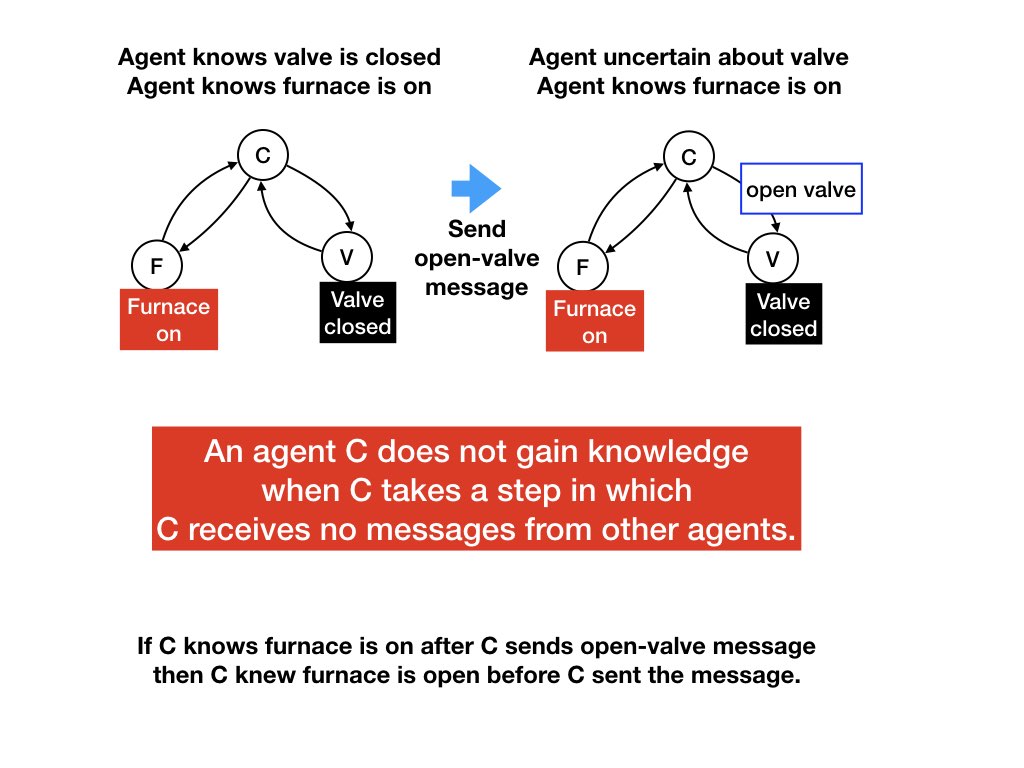 Agent knows valve is closed
Agent knows furnace is on
Agent uncertain about valve
Agent knows furnace is on
C
F
V
Furnace
on
Valve
closed
Send
open-valve
message
C
open valve
F
V
Furnace
on
Valve
closed
An agent C does not gain knowledge
when C takes a step in which
C receives no messages from other agents.
If C knows furnace is on after C sends open-valve message
then C knew furnace is open before C sent the message.